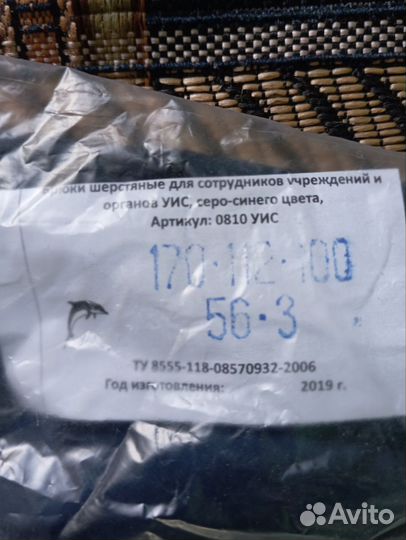 Брюки шерстяные для сотрудников учреждений и
органов УИС, серо-синего цвета,
Артикул: 0810 УИС
170-112-100
56·3
ТУ 8555-118-08570932-2006
Год изготовления: 2019 г.
Avito